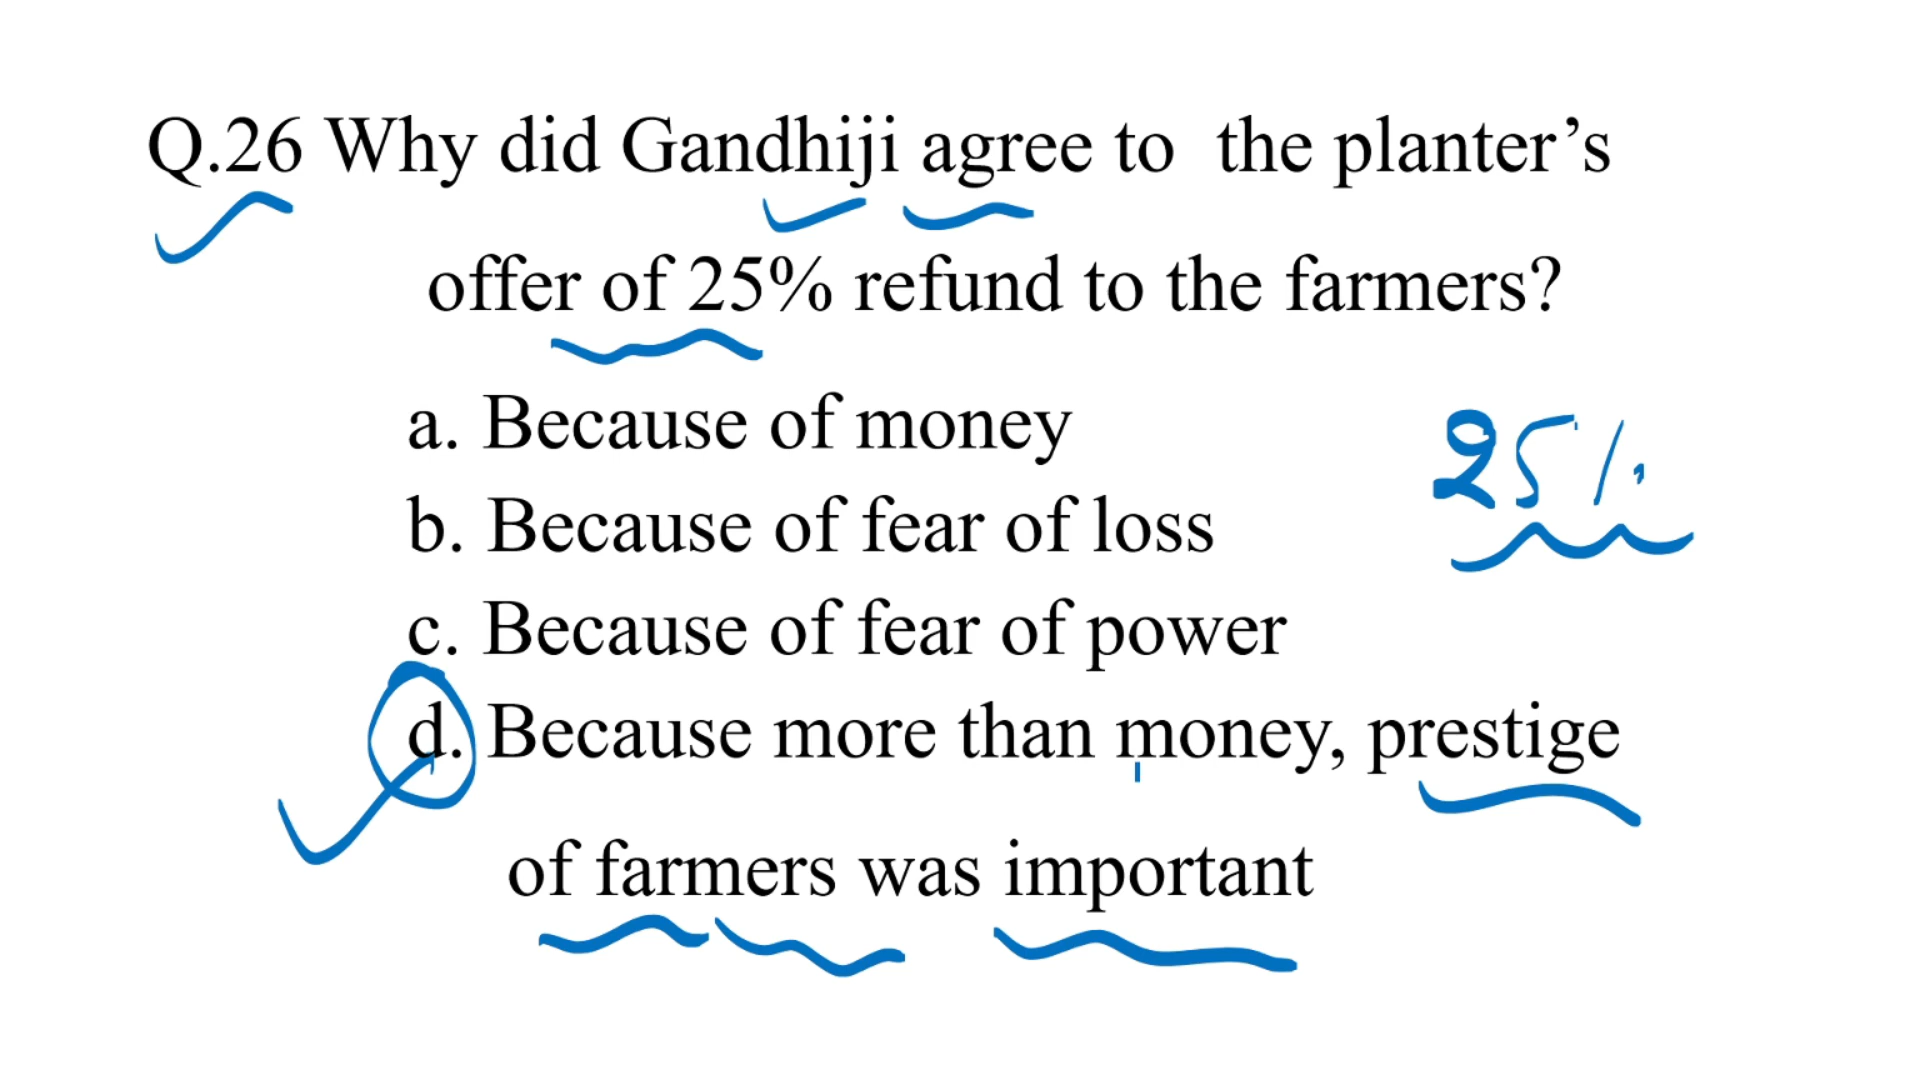 Q.26 Why did Gandhiji agree to the planter’s
offer of 25% refund to the farmers?
a. Because of money
25%
b. Because of fear of loss
c. Because of fear of power
d. Because more than money, prestige
of farmers was important